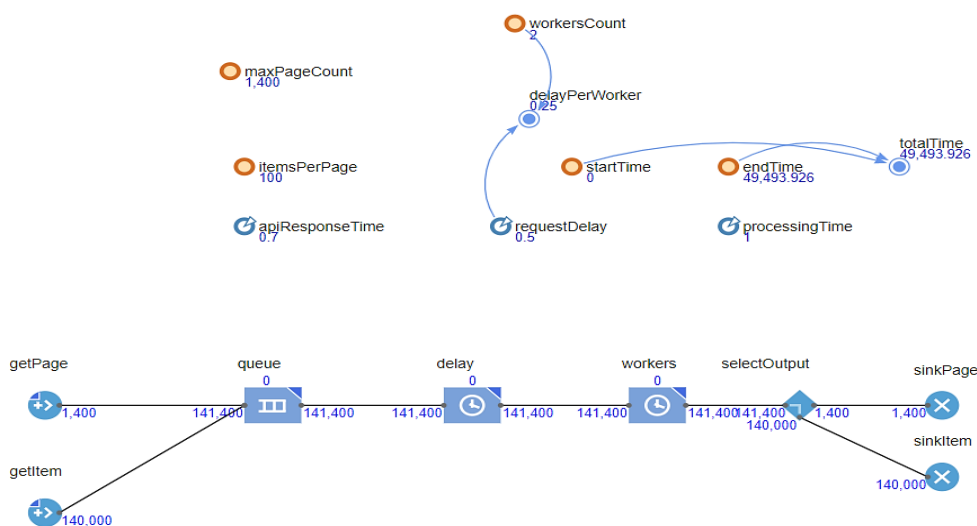 workersCount
2
maxPageCount
1,400
delayPerWorker
0.25
totalTime
49,493.926
itemsPerPage
100
startTime
0
endTime
49,493.926
apiResponseTime
0.7
requestDelay
0.5
processingTime
1
getPage
queue
delay
workers
selectOutput
sinkPage
0
0
0
1,400
141,400
141,400
141,400
141,400
141,400
141,400
141,400
1,400
1,400
140,000
sinkItem
getItem
140,000
140,000